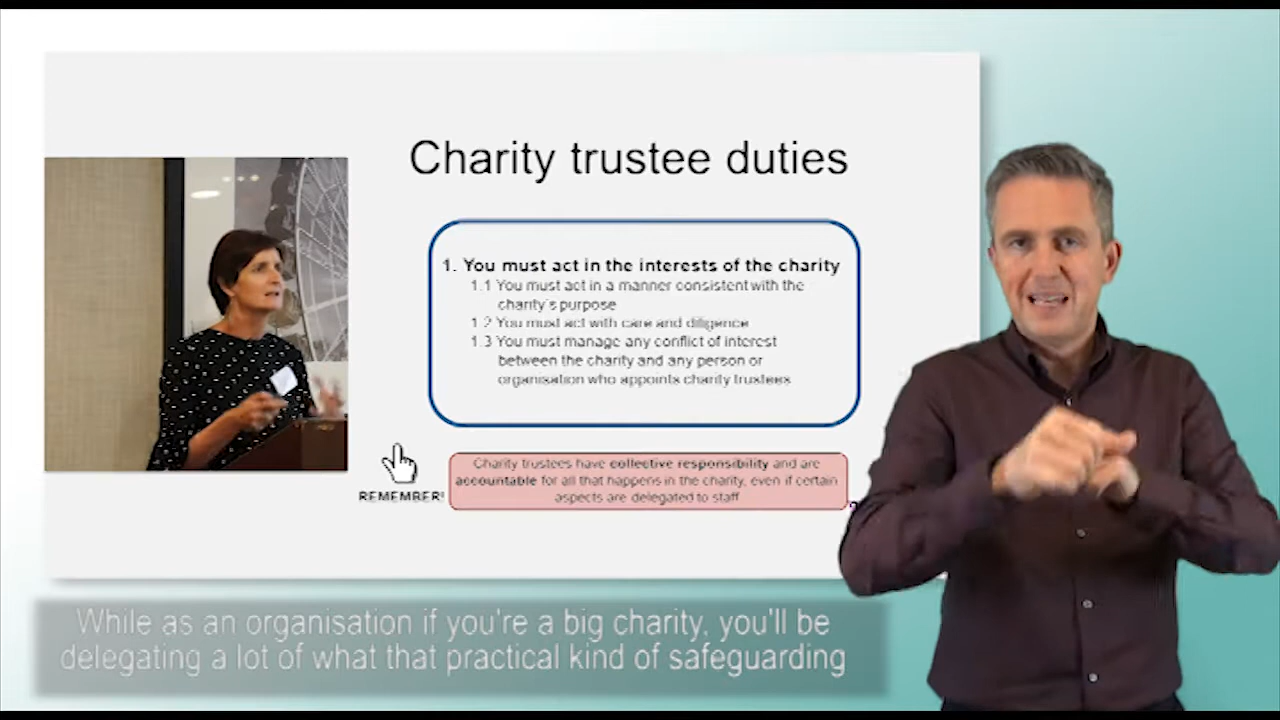 Charity trustee duties
1. You must act in the interests of the charity
1.1 You must act in a manner consistent with the
charity's purpose
1.2 You must act with care and diligence
1.3 You must manage any conflict of interest
between the charity and any person or
organisation who appoints charity trustees
REMEMBER!
Charity trustees have collective responsibility and are
accountable for all that happens in the charity, even if certain
aspects are delegated to staff
While as an organisation if you're a big charity, you'll be
delegating a lot of what that practical kind of safeguarding